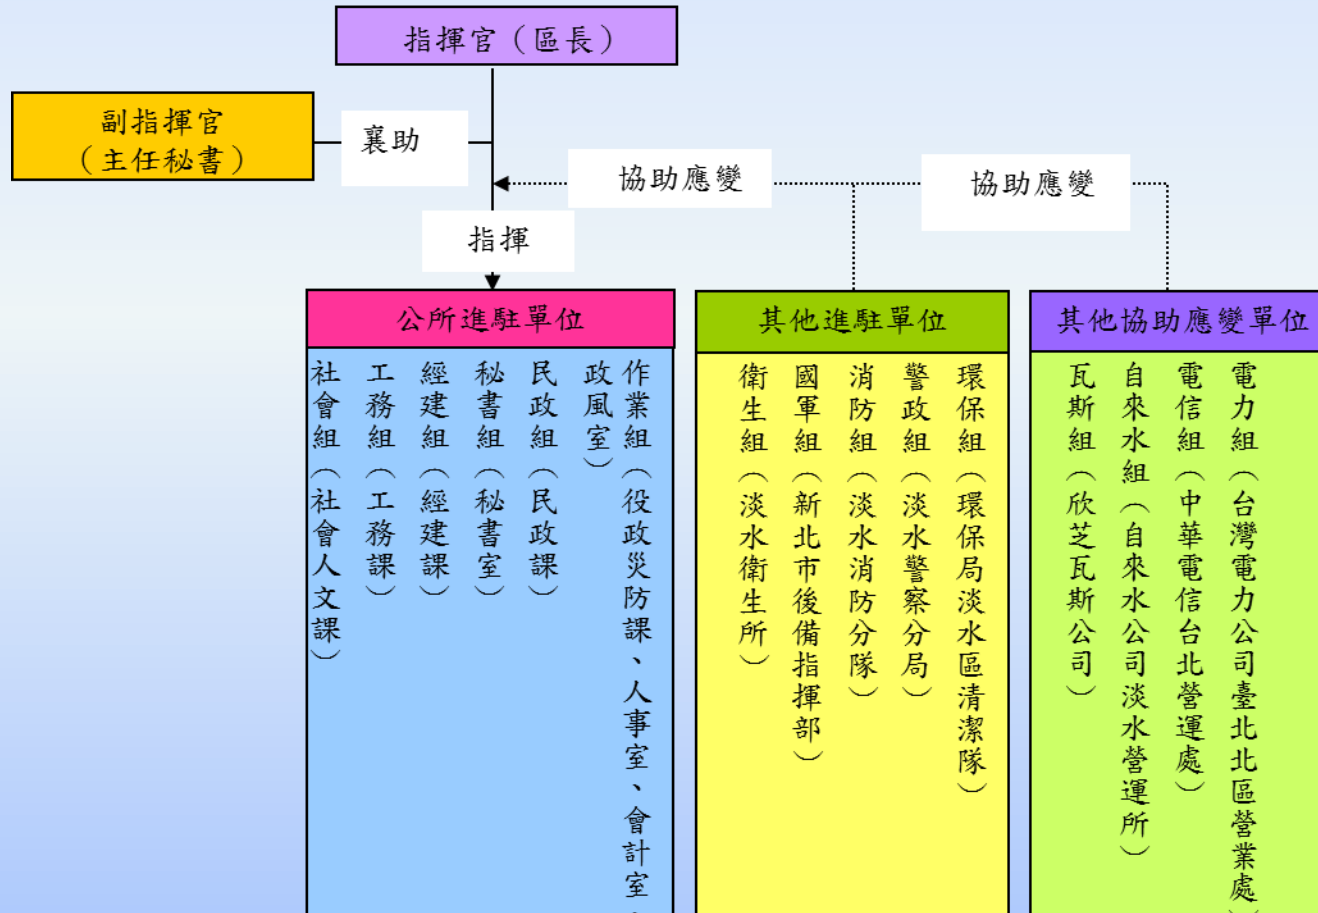 指揮官（區長）
副指揮官
（主任秘書）
襄助
協助應變
協助應變
指揮
公所進駐單位
作業組（役政災防課、人事室、會計室、
政風室）
民政組（民政課）
秘書組（秘書室）
經建組（經建課）
工務組（工務課）
社會組（社會人文課）
其他進駐單位
環保組（環保局淡水區清潔隊）
警政組（淡水警察分局）
消防組（淡水消防分隊）
國軍組（新北市後備指揮部）
衛生組（淡水衛生所）
其他協助應變單位
電力組（台灣電力公司臺北北區營業處）
電信組（中華電信台北營運處）
自來水組（自來水公司淡水營運所）
瓦斯組（欣芝瓦斯公司）